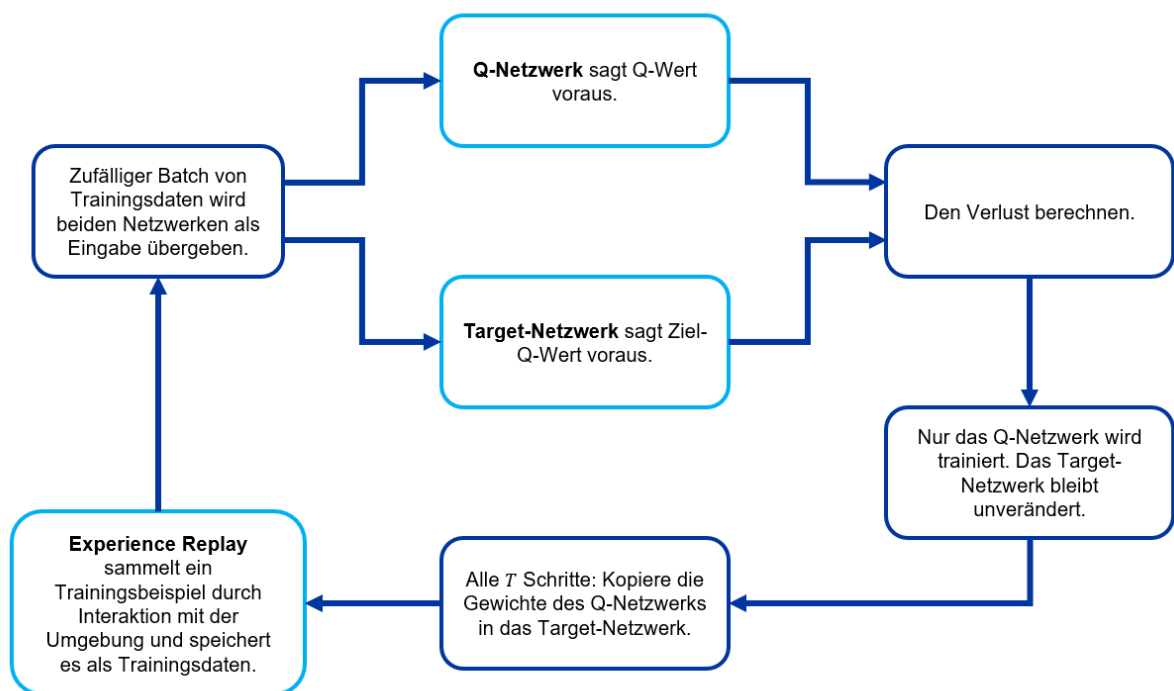 Q-Netzwerk sagt Q-Wert
voraus.
Zufälliger Batch von
Trainingsdaten wird
beiden Netzwerken als
Eingabe übergeben.
Den Verlust berechnen.
Target-Netzwerk sagt Ziel-
Q-Wert voraus.
Nur das Q-Netzwerk wird
trainiert. Das Target-
Netzwerk bleibt
unverändert.
Alle T Schritte: Kopiere die
Gewichte des Q-Netzwerks
in das Target-Netzwerk.
Experience Replay
sammelt ein
Trainingsbeispiel durch
Interaktion mit der
Umgebung und speichert
es als Trainingsdaten.